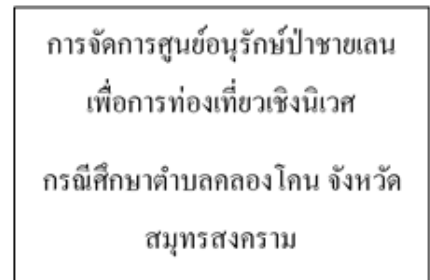 การจัดการศูนย์อนุรักษ์ป่าชายเลน
เพื่อการท่องเที่ยวเชิงนิเวศ
กรณีศึกษาตำบลคลองโคน จังหวัด
สมุทรสงคราม